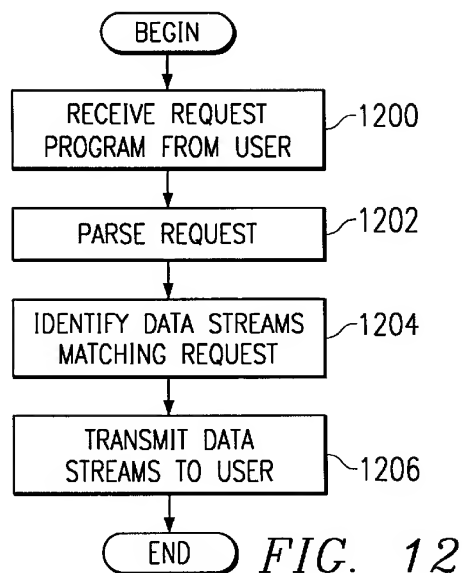 BEGIN
RECEIVE REQUEST
PROGRAM FROM USER
1200
PARSE REQUEST
1202
IDENTIFY DATA STREAMS
MATCHING REQUEST
1204
TRANSMIT DATA
STREAMS TO USER
1206
END
FIG. 12